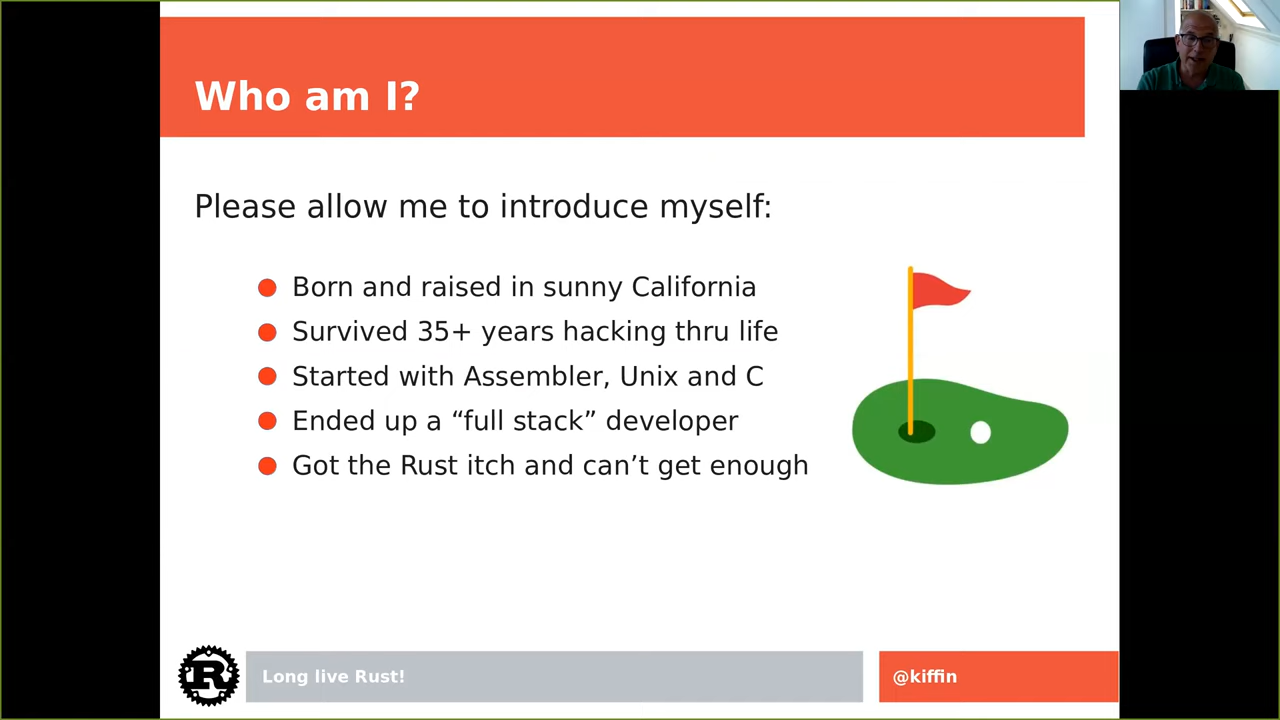 Who am I?
Please allow me to introduce myself:
Born and raised in sunny California
Survived 35+ years hacking thru life
Started with Assembler, Unix and C
Ended up a “full stack” developer
Got the Rust itch and can’t get enough
R
Long live Rust!
@kiffin